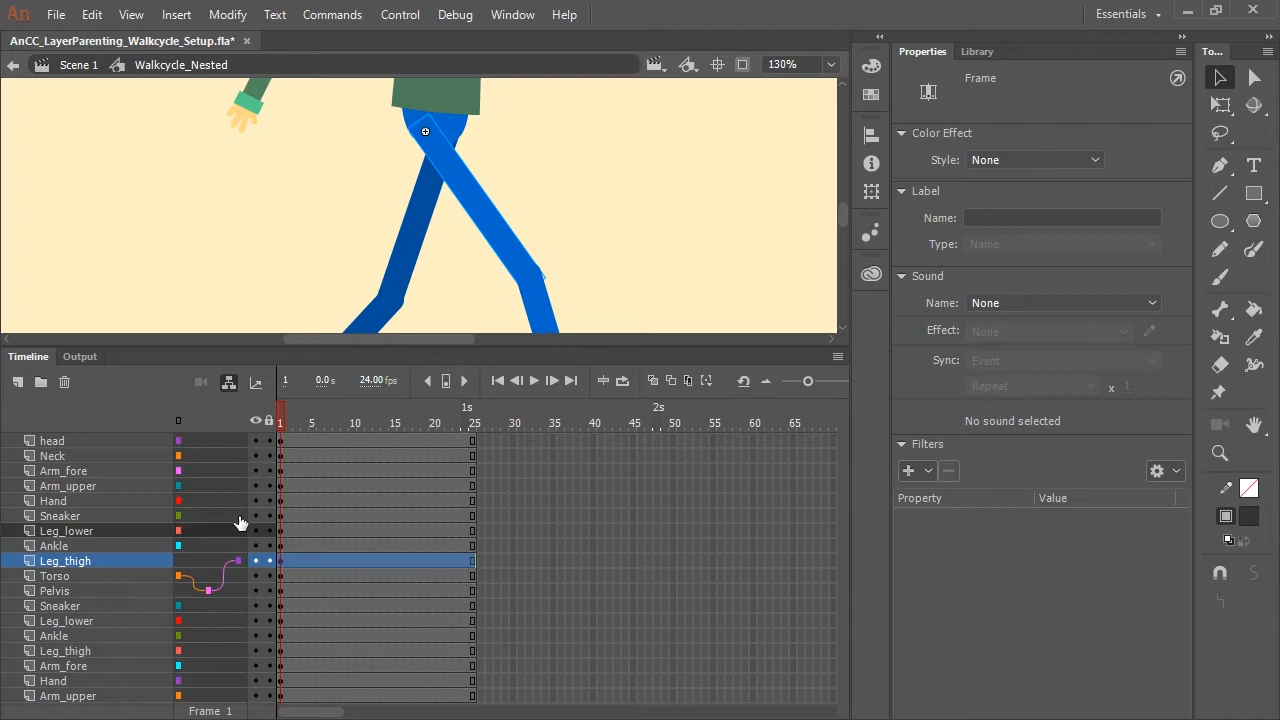 An File Edit View Insert Modify Text Commands Control Debug Window Help Essentials
AnCC_LayerParenting_Walkcycle_Setup.fla* ×
Scene 1 Walkcycle_Nested 130%
Properties Library To...
Frame
Color Effect
Style: None
Label
Name:
Type: Name
Sound
Name: None
Effect: None
Sync: Event
Repeat x 1
No sound selected
Filters
Property Value
Timeline Output
1 0.0 s 24.00 fps
1s 2s
1 5 10 15 20 25 30 35 40 45 50 55 60 65
head
Neck
Arm_fore
Arm_upper
Hand
Sneaker
Leg_lower
Ankle
Leg_thigh
Torso
Pelvis
Sneaker
Leg_lower
Ankle
Leg_thigh
Arm_fore
Hand
Arm_upper
Frame 1